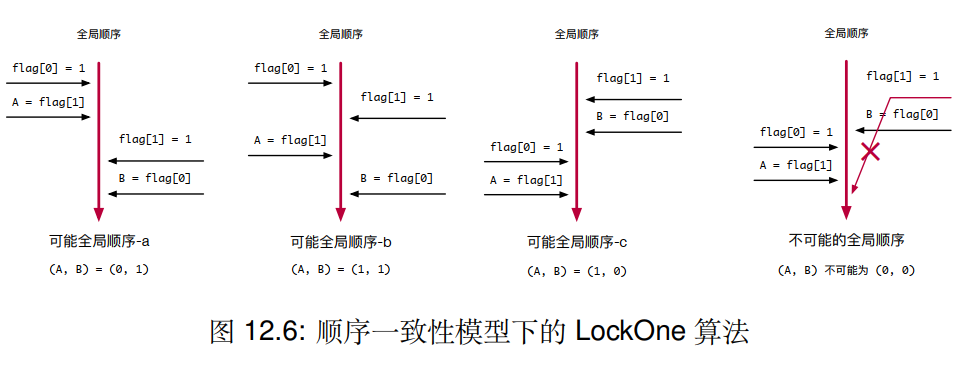 全局顺序
flag[0] = 1
A = flag[1]
flag[1] = 1
B = flag[0]
可能全局顺序-a
(A, B) = (0, 1)
全局顺序
flag[0] = 1
flag[1] = 1
A = flag[1]
B = flag[0]
可能全局顺序-b
(A, B) = (1, 1)
全局顺序
flag[1] = 1
B = flag[0]
flag[0] = 1
A = flag[1]
可能全局顺序-c
(A, B) = (1, 0)
全局顺序
flag[1] = 1
B = flag[0]
flag[0] = 1
A = flag[1]
不可能的全局顺序
(A, B) 不可能为 (0, 0)
图 12.6: 顺序一致性模型下的 LockOne 算法